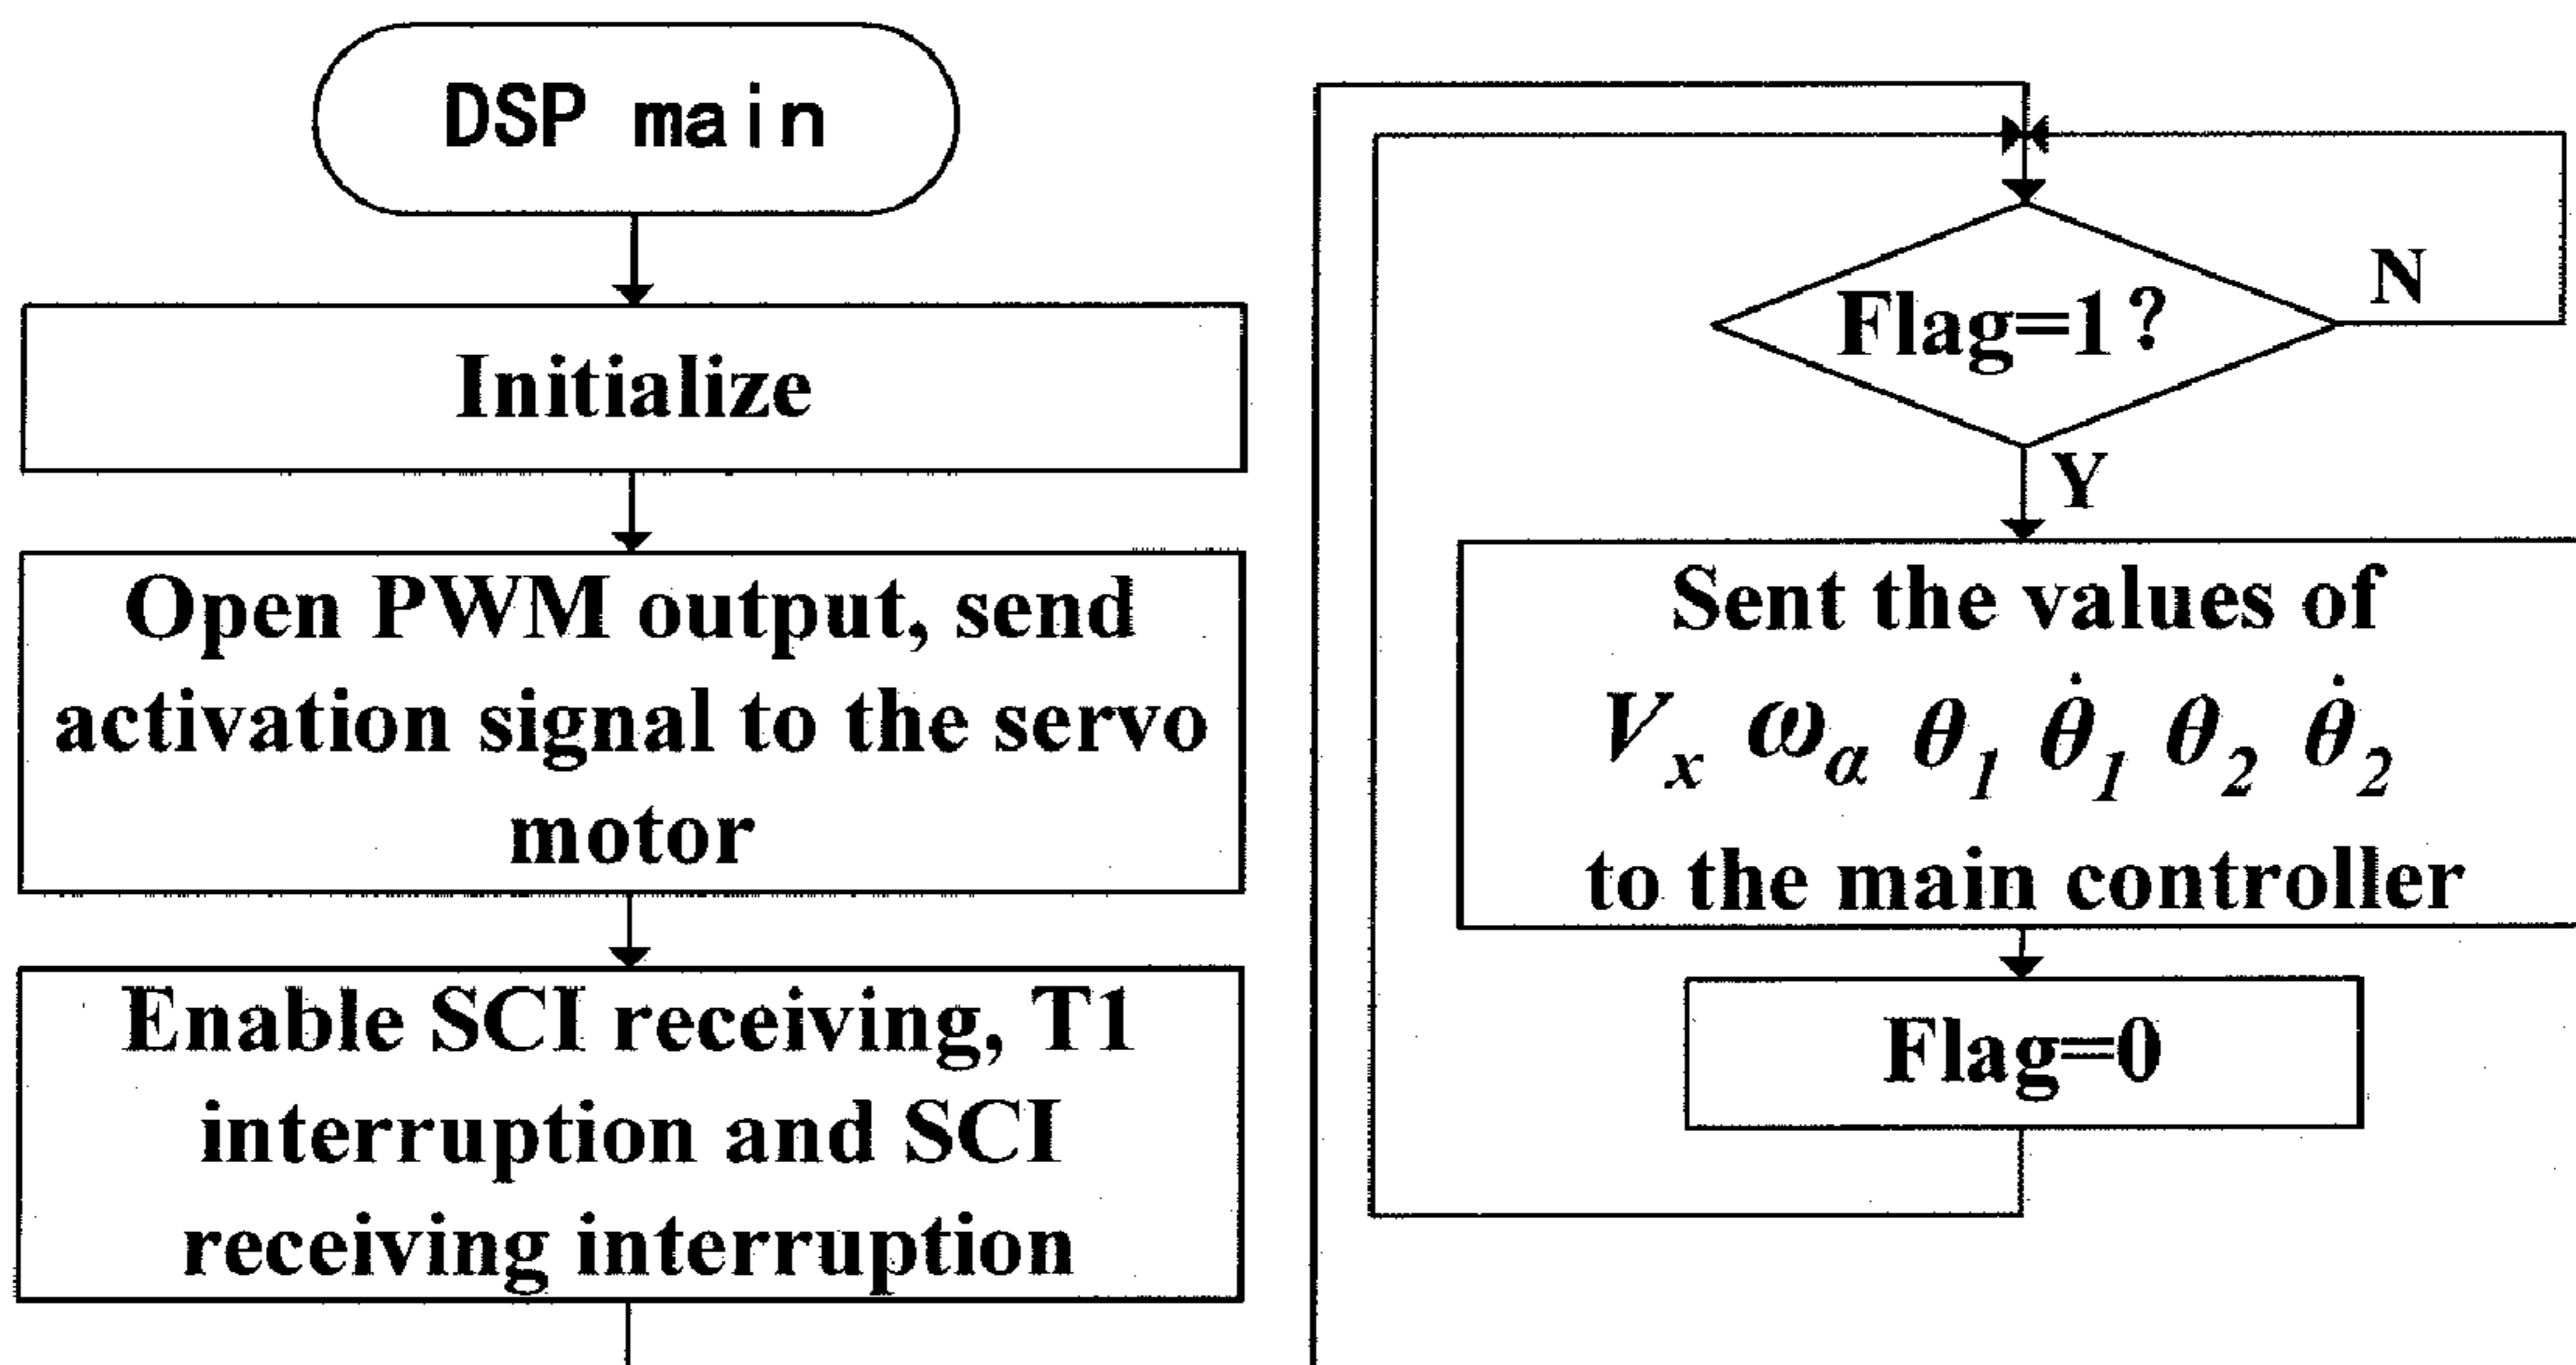 DSP main
Initialize
Open PWM output, send
activation signal to the servo
motor
Enable SCI receiving, T1
interruption and SCI
receiving interruption
Flag=1?
N
Y
Sent the values of
Vₓ ω_α θ₁ θ̇₁ θ₂ θ̇₂
to the main controller
Flag=0